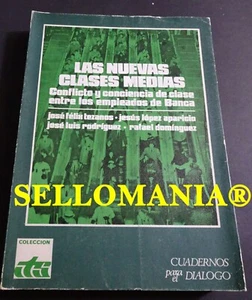 LAS NUEVAS
CLASES MEDIAS
Conflicto y conciencia de clase
entre los empleados de Banca
josé félix tezanos - jesús lópez aparicio
josé luis rodríguez - rafael domínguez
SELLOMANIA®
COLECCION
CUADERNOS
para el DIALOGO